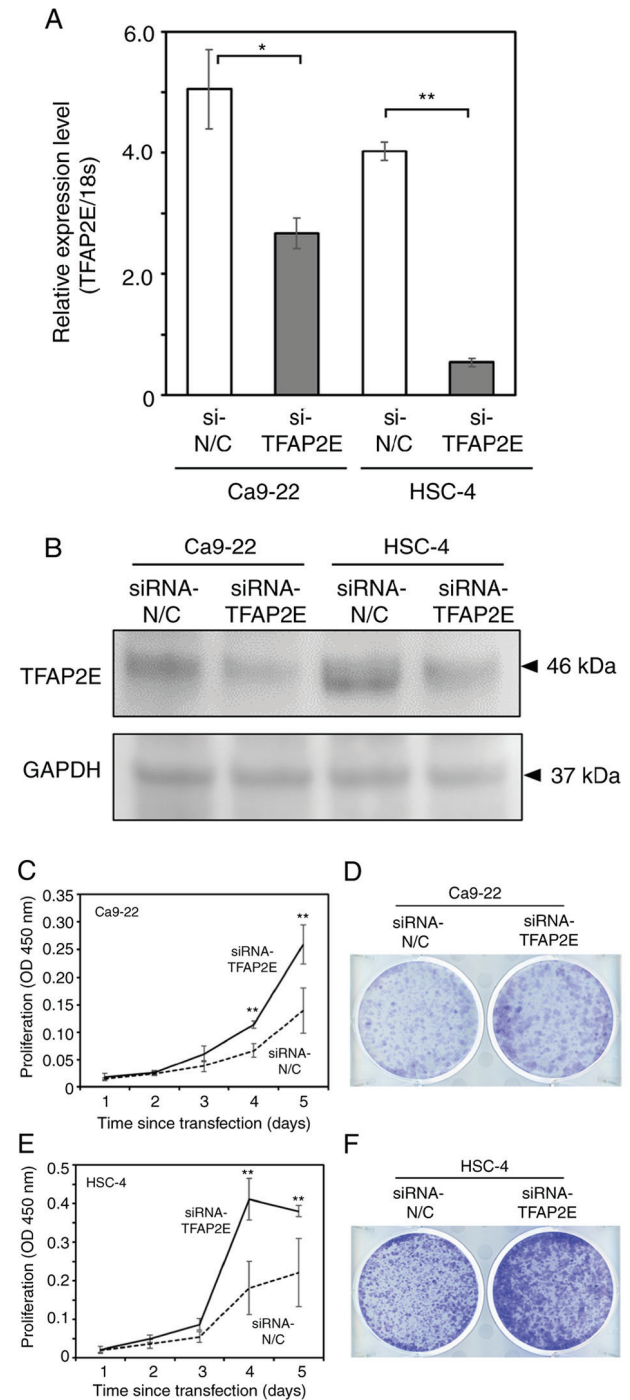 A
6.0
4.0
2.0
0
Relative expression level
(TFAP2E/18s)
*
**
si-
N/C
si-
TFAP2E
si-
N/C
si-
TFAP2E
Ca9-22
HSC-4
B
Ca9-22
HSC-4
siRNA-
N/C
siRNA-
TFAP2E
siRNA-
N/C
siRNA-
TFAP2E
TFAP2E
46 kDa
GAPDH
37 kDa
C
Proliferation (OD 450 nm)
0.35
0.30
0.25
0.20
0.15
0.10
0.05
0
Ca9-22
siRNA-
TFAP2E
**
**
siRNA-
N/C
1 2 3 4 5
Time since transfection (days)
D
Ca9-22
siRNA-
N/C
siRNA-
TFAP2E
E
Proliferation (OD 450 nm)
0.5
0.4
0.3
0.2
0.1
0
HSC-4
siRNA-
TFAP2E
**
**
siRNA-
N/C
1 2 3 4 5
Time since transfection (days)
F
HSC-4
siRNA-
N/C
siRNA-
TFAP2E